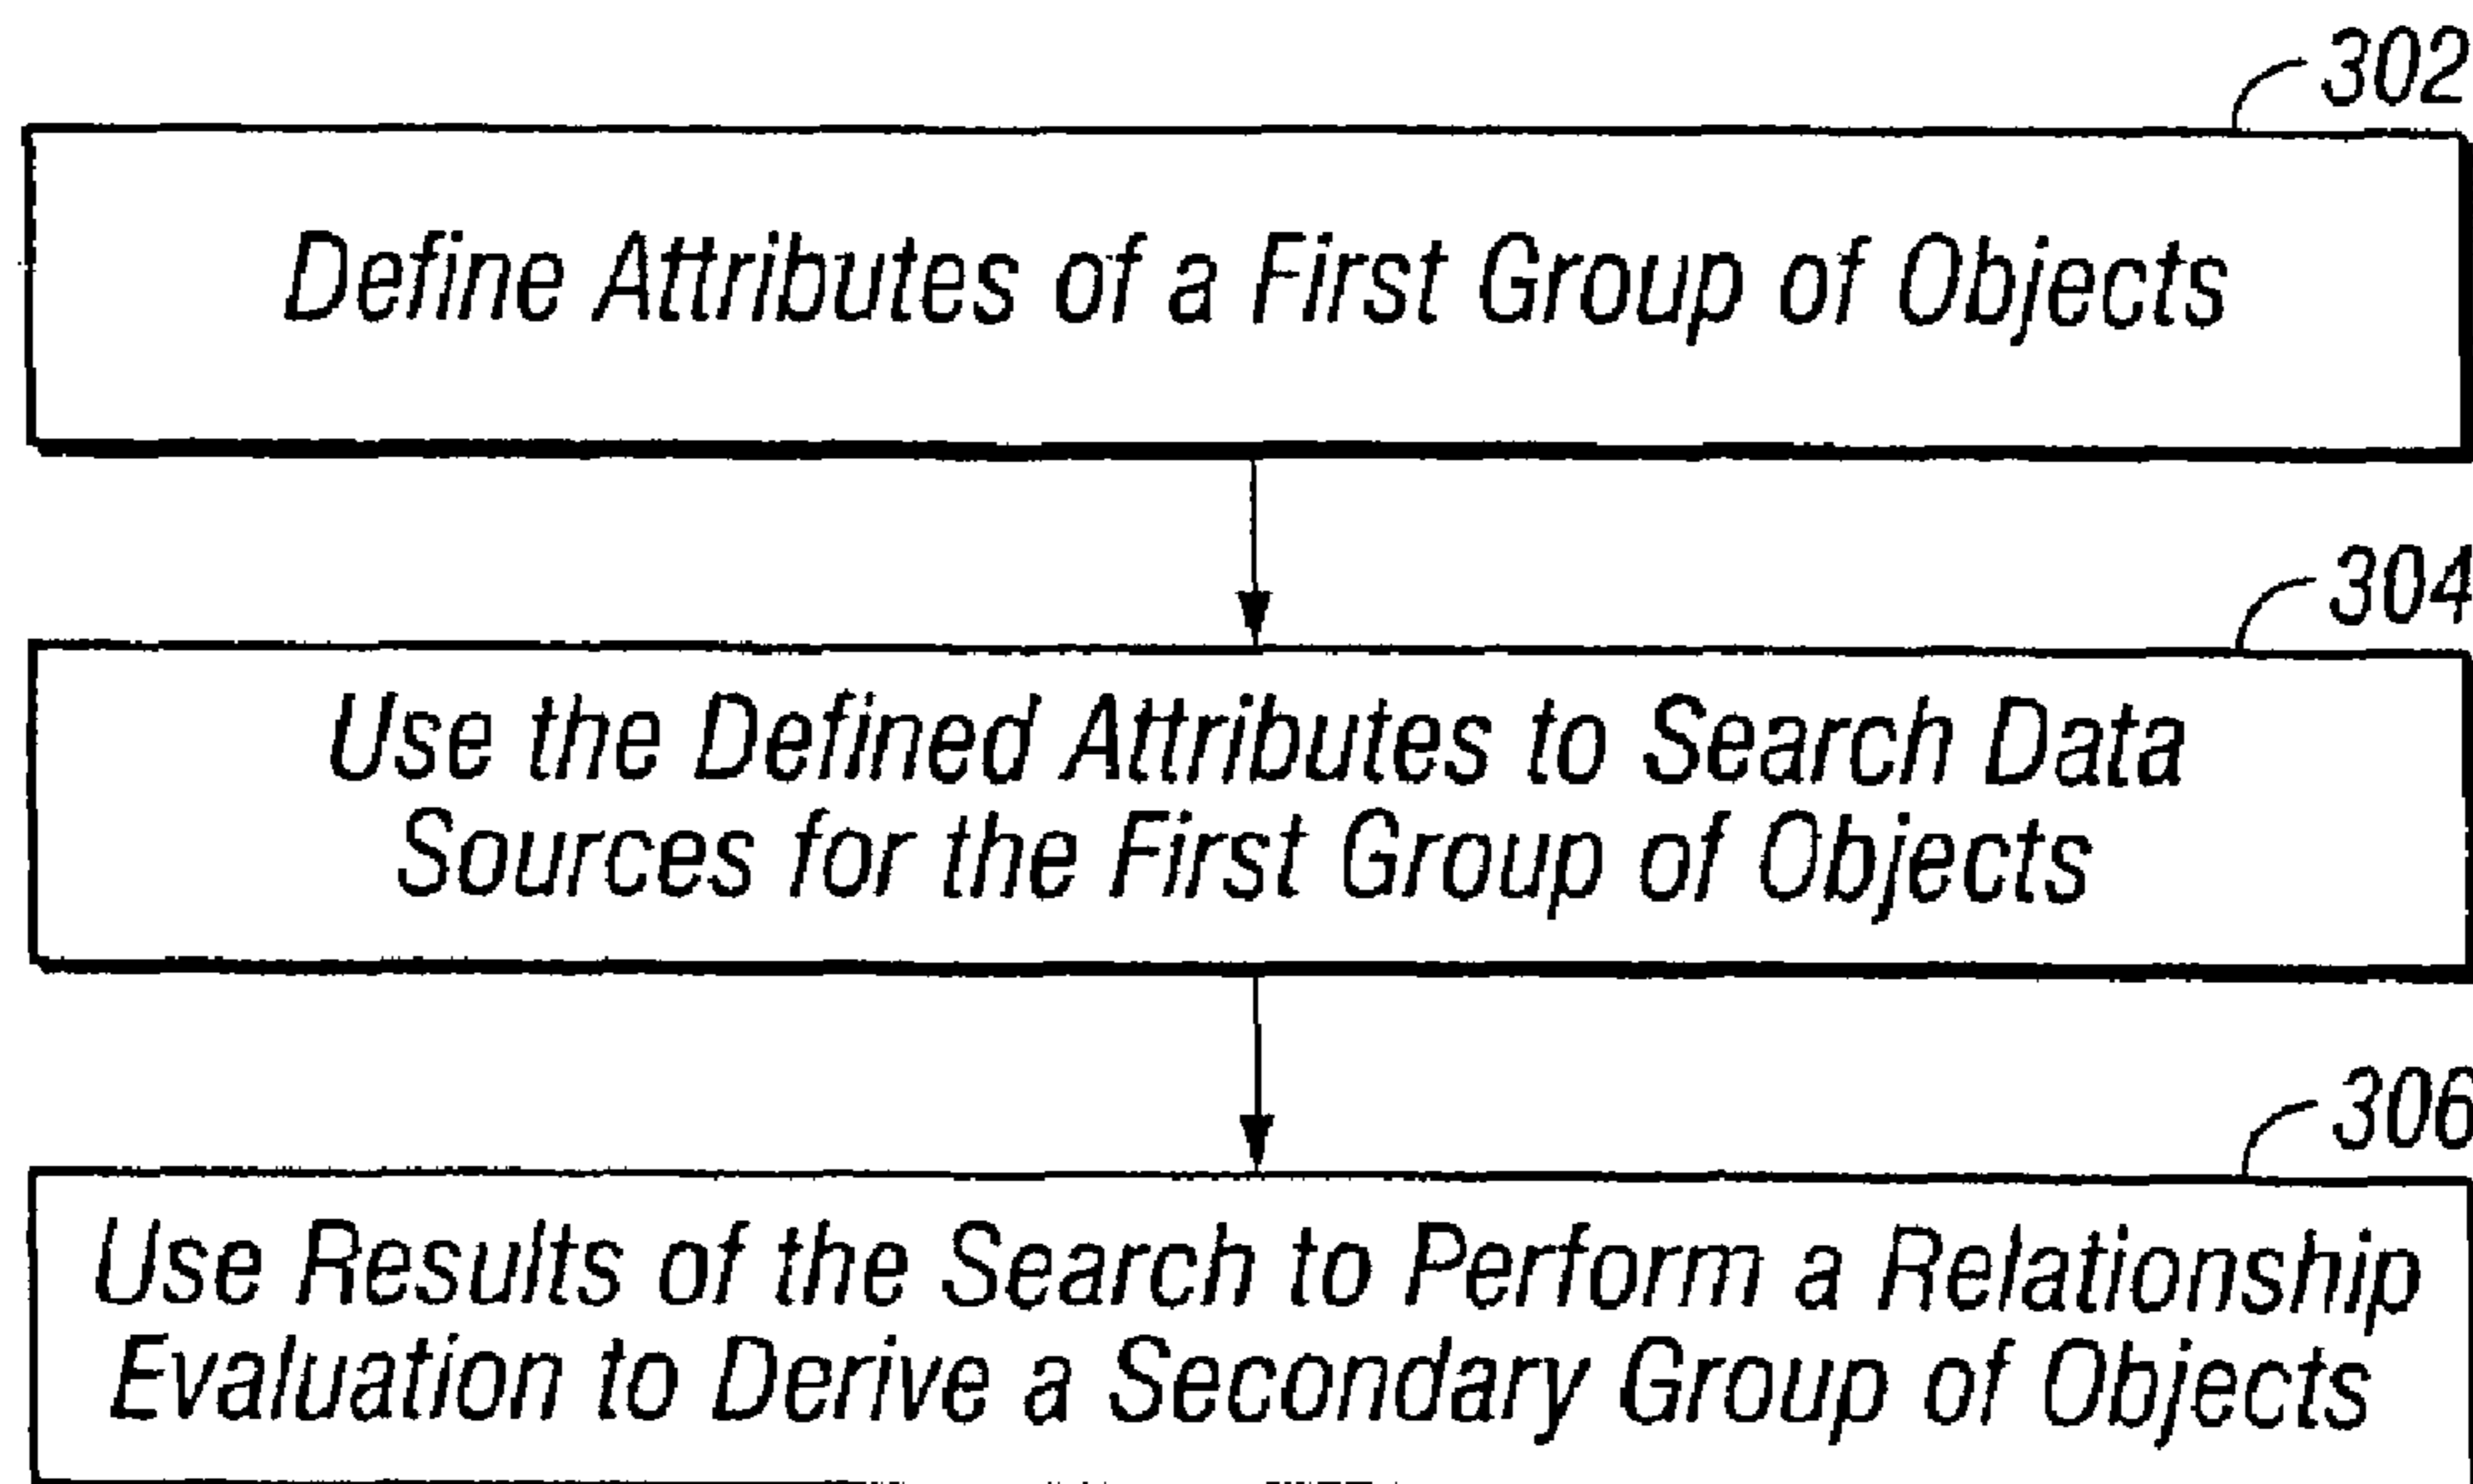 302
Define Attributes of a First Group of Objects
304
Use the Defined Attributes to Search Data
Sources for the First Group of Objects
306
Use Results of the Search to Perform a Relationship
Evaluation to Derive a Secondary Group of Objects